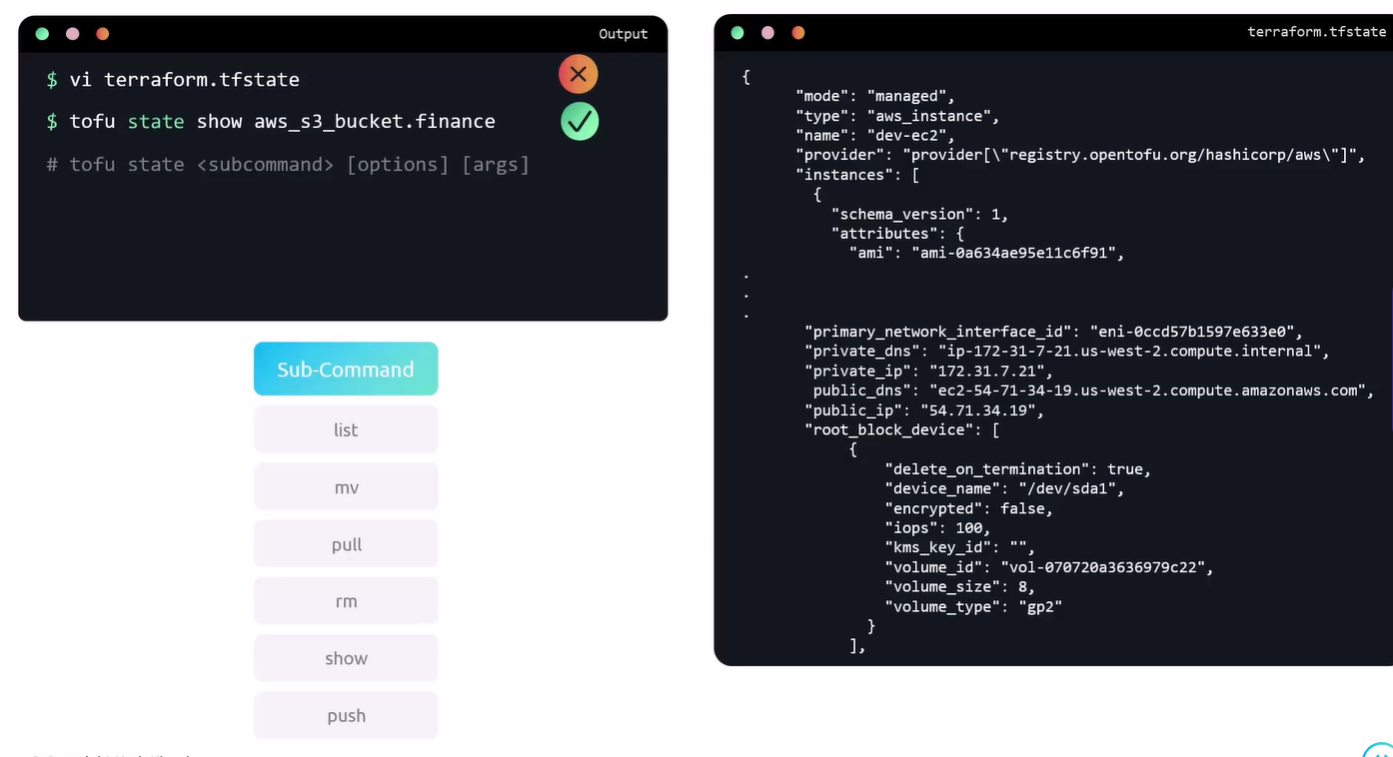 Output
$ vi terraform.tfstate
$ tofu state show aws_s3_bucket.finance
# tofu state <subcommand> [options] [args]
Sub-Command
list
mv
pull
rm
show
push
terraform.tfstate
{
"mode": "managed",
"type": "aws_instance",
"name": "dev-ec2",
"provider": "provider[\"registry.opentofu.org/hashicorp/aws\"]",
"instances": [
{
"schema_version": 1,
"attributes": {
"ami": "ami-0a634ae95e11c6f91",
.
.
.
"primary_network_interface_id": "eni-0ccd57b1597e633e0",
"private_dns": "ip-172-31-7-21.us-west-2.compute.internal",
"private_ip": "172.31.7.21",
public_dns": "ec2-54-71-34-19.us-west-2.compute.amazonaws.com",
"public_ip": "54.71.34.19",
"root_block_device": [
{
"delete_on_termination": true,
"device_name": "/dev/sda1",
"encrypted": false,
"iops": 100,
"kms_key_id": "",
"volume_id": "vol-070720a3636979c22",
"volume_size": 8,
"volume_type": "gp2"
}
],